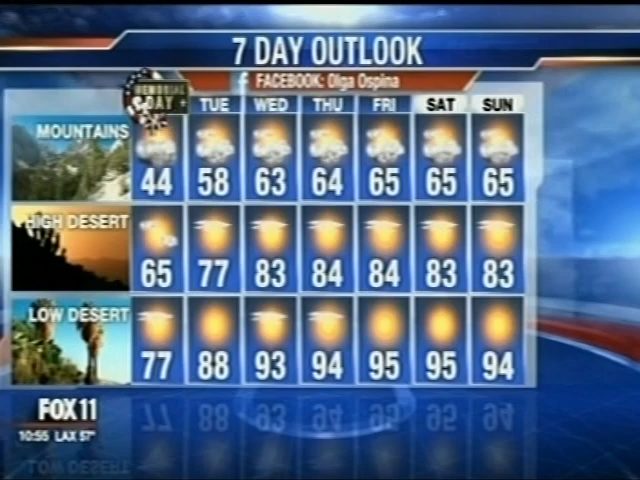 7 DAY OUTLOOK
f FACEBOOK: Olga Ospina
MEMORIAL DAY TUE WED THU FRI SAT SUN
MOUNTAINS
44 58 63 64 65 65 65
HIGH DESERT
65 77 83 84 84 83 83
LOW DESERT
77 88 93 94 95 95 94
FOX 11
10:55 LAX 57°